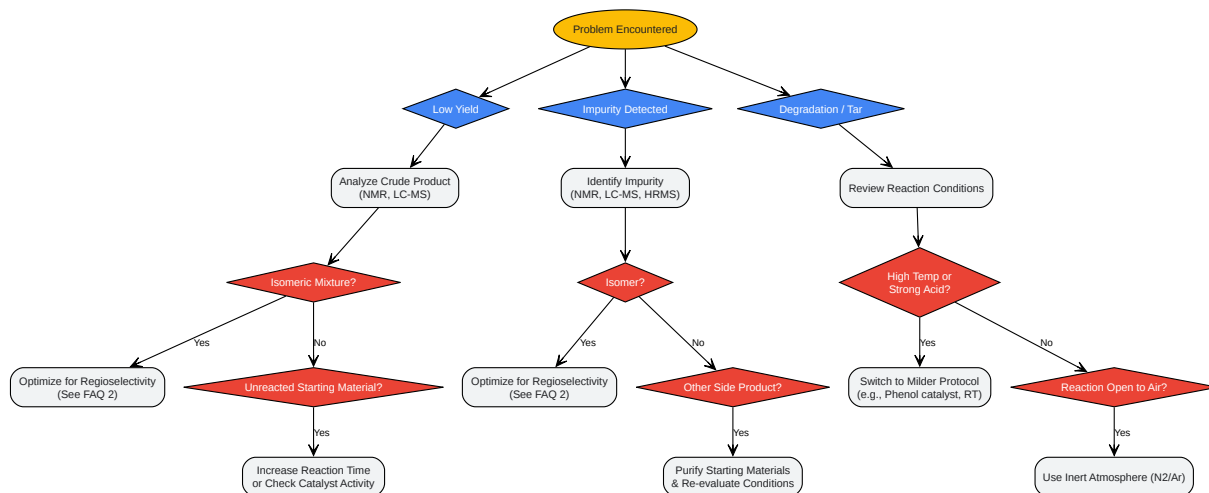 Problem Encountered
Low Yield
Impurity Detected
Degradation / Tar
Analyze Crude Product
(NMR, LC-MS)
Identify Impurity
(NMR, LC-MS, HRMS)
Review Reaction Conditions
Isomeric Mixture?
Isomer?
High Temp or
Strong Acid?
Yes
No
Yes
No
Yes
No
Optimize for Regioselectivity
(See FAQ 2)
Unreacted Starting Material?
Optimize for Regioselectivity
(See FAQ 2)
Other Side Product?
Switch to Milder Protocol
(e.g., Phenol catalyst, RT)
Reaction Open to Air?
Yes
Yes
Yes
Increase Reaction Time
or Check Catalyst Activity
Purify Starting Materials
& Re-evaluate Conditions
Use Inert Atmosphere (N2/Ar)